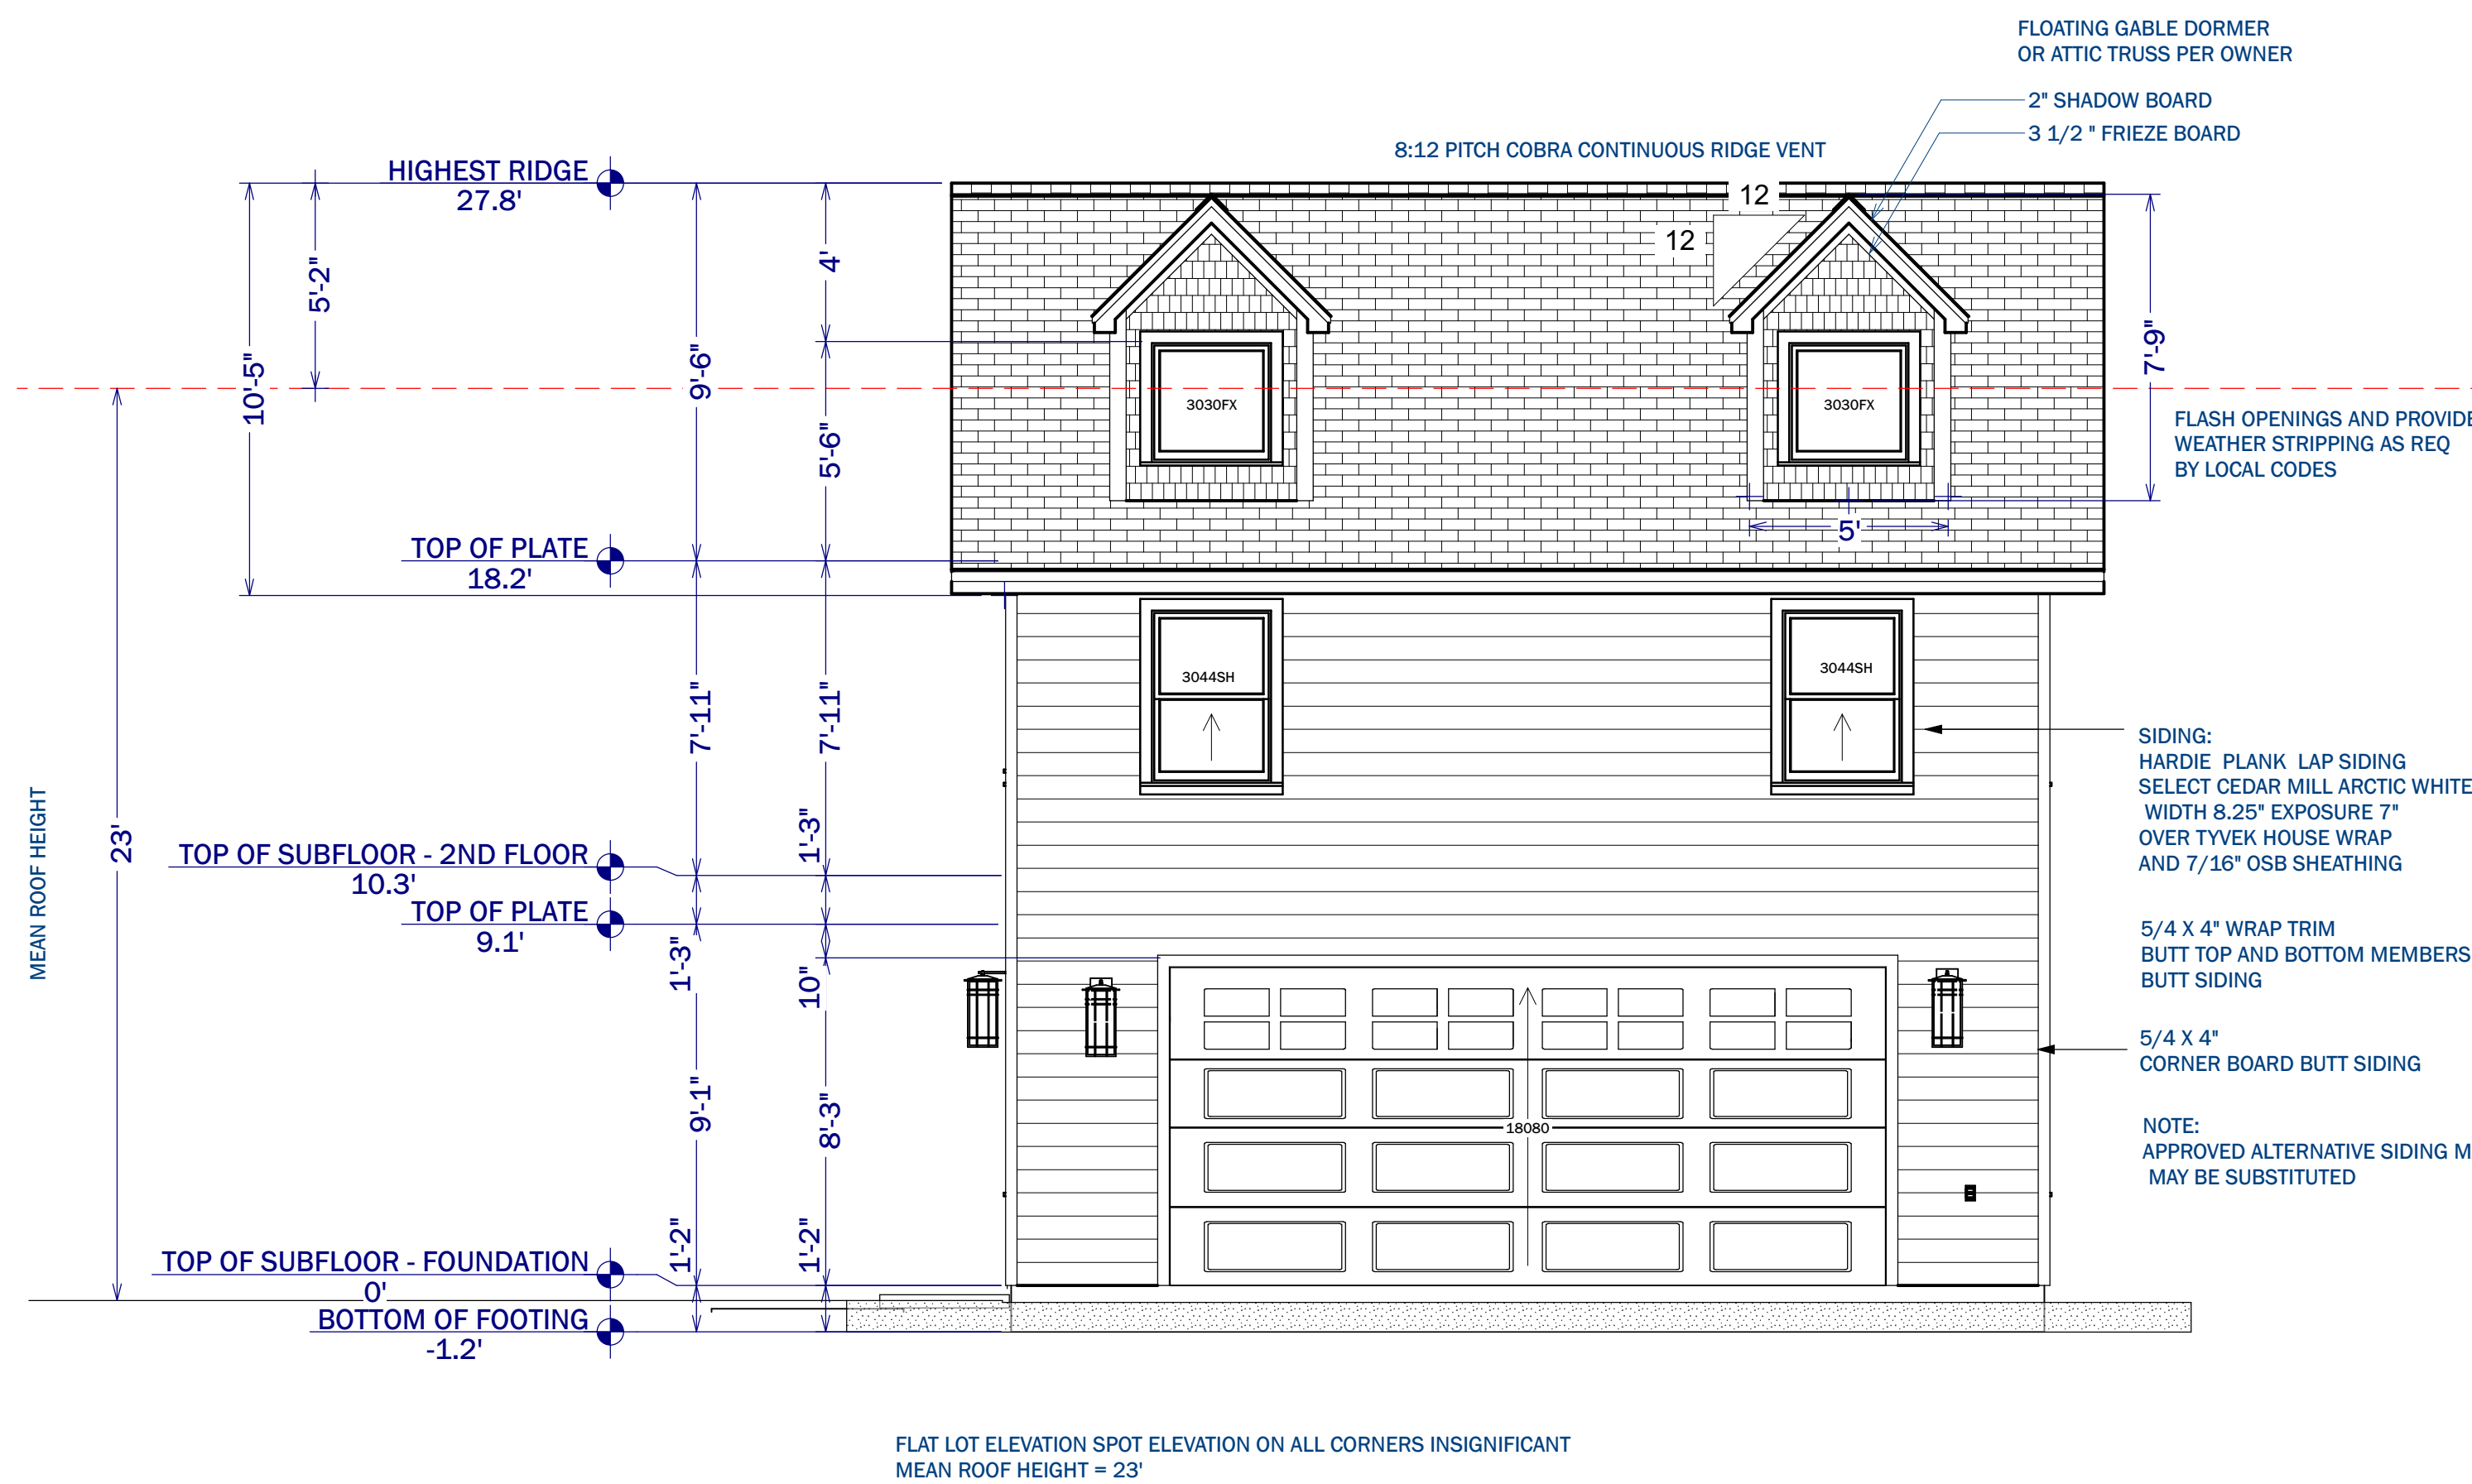 FLOATING GABLE DORMER
OR ATTIC TRUSS PER OWNER
2" SHADOW BOARD
3 1/2 " FRIEZE BOARD
8:12 PITCH COBRA CONTINUOUS RIDGE VENT
HIGHEST RIDGE
27.8'
12
12
4'
5'-2"
7'-9"
9'-6"
10'-5"
3030FX
3030FX
FLASH OPENINGS AND PROVIDE
WEATHER STRIPPING AS REQ
BY LOCAL CODES
5'-6"
5'
TOP OF PLATE
18.2'
3044SH
3044SH
7'-11"
7'-11"
SIDING:
HARDIE PLANK LAP SIDING
SELECT CEDAR MILL ARCTIC WHITE
WIDTH 8.25" EXPOSURE 7"
OVER TYVEK HOUSE WRAP
AND 7/16" OSB SHEATHING
MEAN ROOF HEIGHT
23'
1'-3"
TOP OF SUBFLOOR - 2ND FLOOR
10.3'
TOP OF PLATE
9.1'
5/4 X 4" WRAP TRIM
BUTT TOP AND BOTTOM MEMBERS
BUTT SIDING
1'-3"
10"
5/4 X 4"
CORNER BOARD BUTT SIDING
9'-1"
8'-3"
18080
NOTE:
APPROVED ALTERNATIVE SIDING M
MAY BE SUBSTITUTED
1'-2"
1'-2"
TOP OF SUBFLOOR - FOUNDATION
0'
BOTTOM OF FOOTING
-1.2'
FLAT LOT ELEVATION SPOT ELEVATION ON ALL CORNERS INSIGNIFICANT
MEAN ROOF HEIGHT = 23'